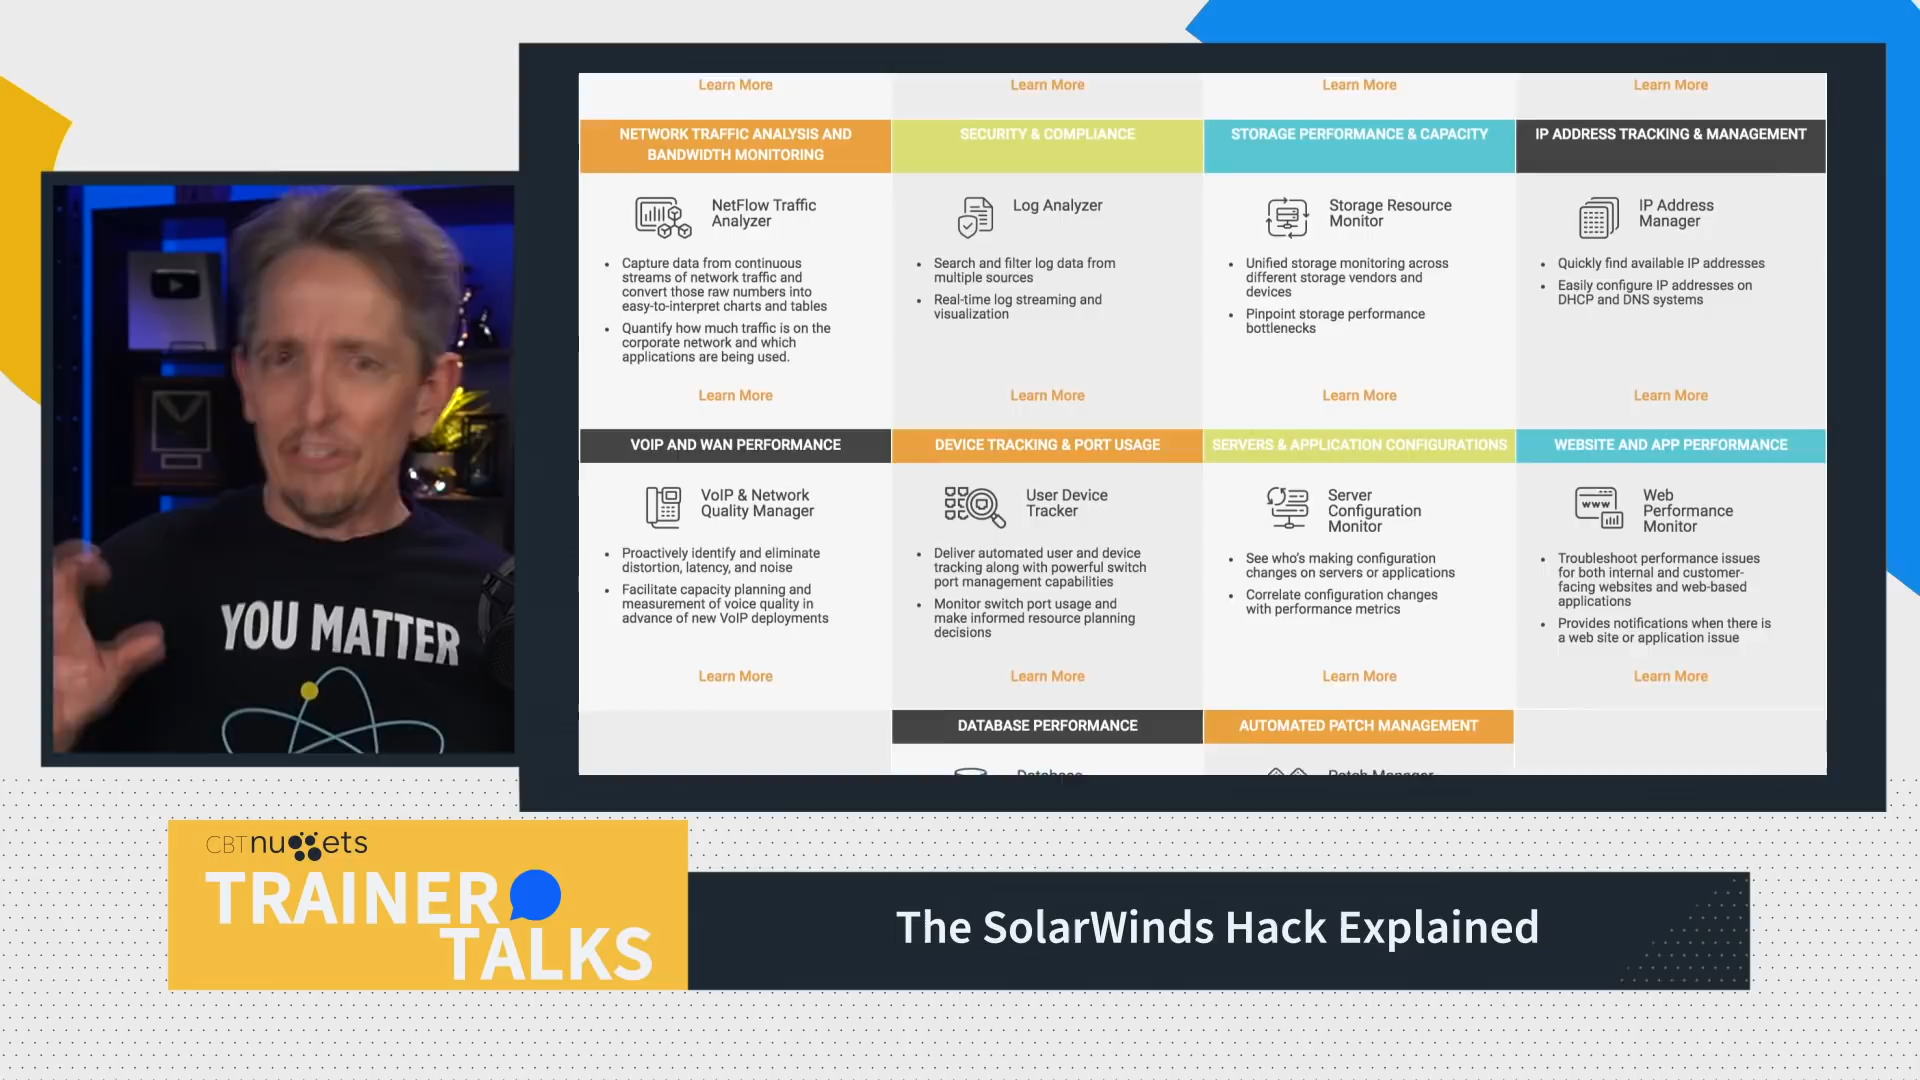 Learn More
Learn More
Learn More
Learn More
NETWORK TRAFFIC ANALYSIS AND
BANDWIDTH MONITORING
SECURITY & COMPLIANCE
STORAGE PERFORMANCE & CAPACITY
IP ADDRESS TRACKING & MANAGEMENT
NetFlow Traffic
Analyzer
• Capture data from continuous
streams of network traffic and
convert those raw numbers into
easy-to-interpret charts and tables
• Quantify how much traffic is on the
corporate network and which
applications are being used.
Learn More
Log Analyzer
• Search and filter log data from
multiple sources
• Real-time log streaming and
visualization
Learn More
Storage Resource
Monitor
• Unified storage monitoring across
different storage vendors and
devices
• Pinpoint storage performance
bottlenecks
Learn More
IP Address
Manager
• Quickly find available IP addresses
• Easily configure IP addresses on
DHCP and DNS systems
Learn More
VOIP AND WAN PERFORMANCE
DEVICE TRACKING & PORT USAGE
SERVERS & APPLICATION CONFIGURATIONS
WEBSITE AND APP PERFORMANCE
VoIP & Network
Quality Manager
• Proactively identify and eliminate
distortion, latency, and noise
• Facilitate capacity planning and
measurement of voice quality in
advance of new VoIP deployments
Learn More
User Device
Tracker
• Deliver automated user and device
tracking along with powerful switch
port management capabilities
• Monitor switch port usage and
make informed resource planning
decisions
Learn More
Server
Configuration
Monitor
• See who's making configuration
changes on servers or applications
• Correlate configuration changes
with performance metrics
Learn More
www
Web
Performance
Monitor
• Troubleshoot performance issues
for both internal and customer-
facing websites and web-based
applications
• Provides notifications when there is
a web site or application issue
Learn More
DATABASE PERFORMANCE
AUTOMATED PATCH MANAGEMENT
Database
Patch Manager
YOU MATTER
CBTnuggets
TRAINER
TALKS
The SolarWinds Hack Explained